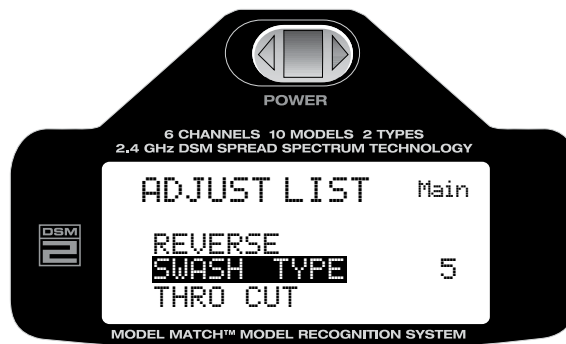 POWER
6 CHANNELS 10 MODELS 2 TYPES
2.4 GHz DSM SPREAD SPECTRUM TECHNOLOGY
ADJUST LIST Main
DSM
2
REVERSE
SWASH TYPE 5
THRO CUT
MODEL MATCH™ MODEL RECOGNITION SYSTEM